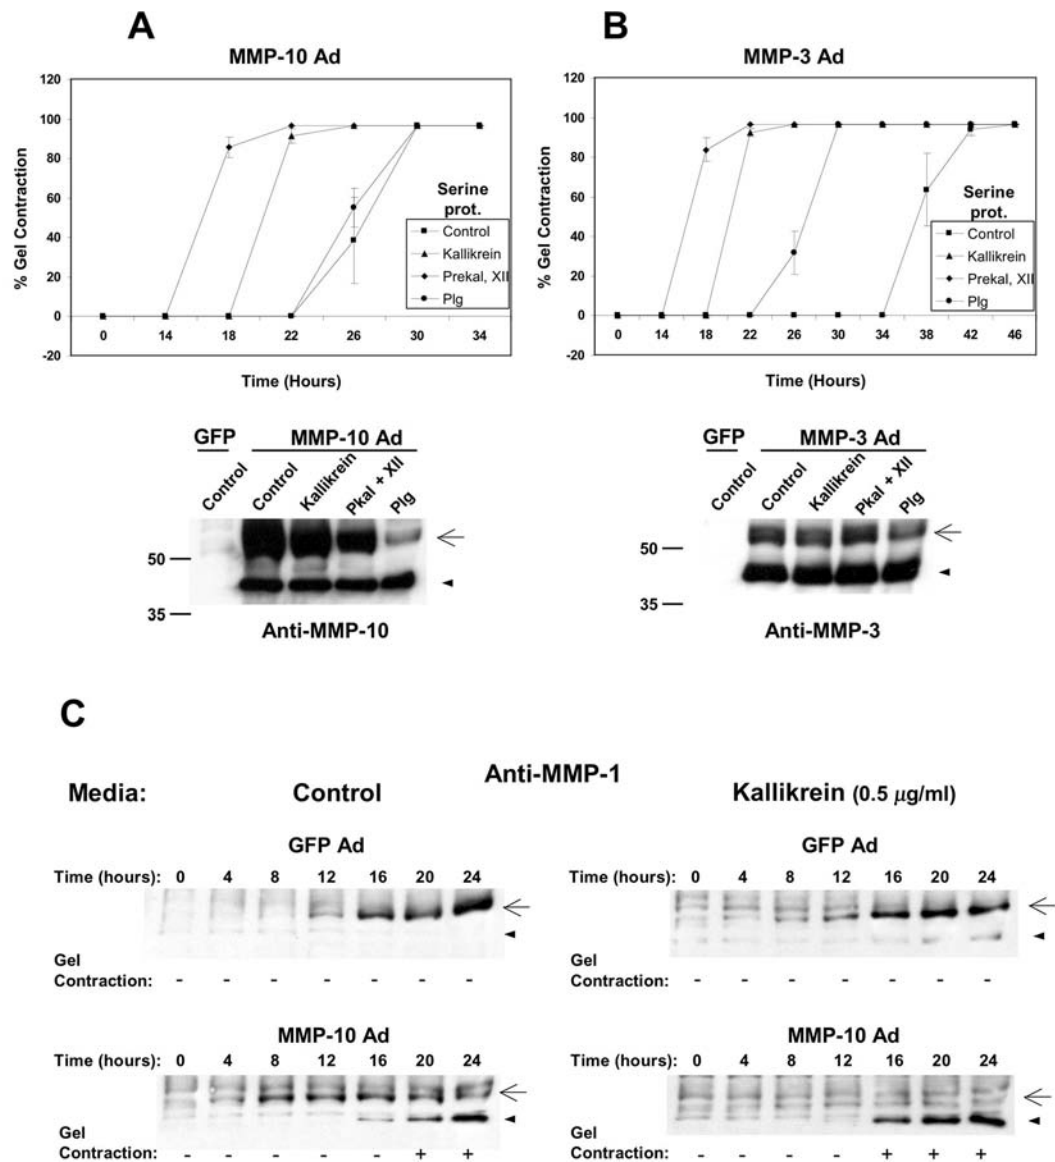 A
B
MMP-10 Ad
MMP-3 Ad
120
100
80
60
40
20
0
-20
% Gel Contraction
0 14 18 22 26 30 34
Time (Hours)
Serine
prot.
Control
Kallikrein
Prekal, XII
Plg
120
100
80
60
40
20
0
-20
% Gel Contraction
0 14 18 22 26 30 34 38 42 46
Time (Hours)
Serine
prot.
Control
Kallikrein
Prekal, XII
Plg
GFP MMP-10 Ad
Control Control Kallikrein Pkal + XII Plg
50
35
Anti-MMP-10
GFP MMP-3 Ad
Control Control Kallikrein Pkal + XII Plg
50
35
Anti-MMP-3
C
Anti-MMP-1
Media: Control Kallikrein (0.5 μg/ml)
GFP Ad
Time (hours): 0 4 8 12 16 20 24
Gel
Contraction: - - - - - - -
GFP Ad
Time (hours): 0 4 8 12 16 20 24
Gel
Contraction: - - - - - - -
MMP-10 Ad
Time (hours): 0 4 8 12 16 20 24
Gel
Contraction: - - - - - + +
MMP-10 Ad
Time (hours): 0 4 8 12 16 20 24
Gel
Contraction: - - - - + + +